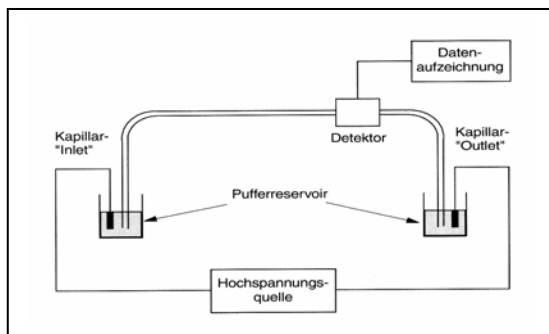 Daten-
aufzeichnung
Kapillar-
"Inlet"
Detektor
Kapillar-
"Outlet"
Pufferreservoir
Hochspannungs-
quelle